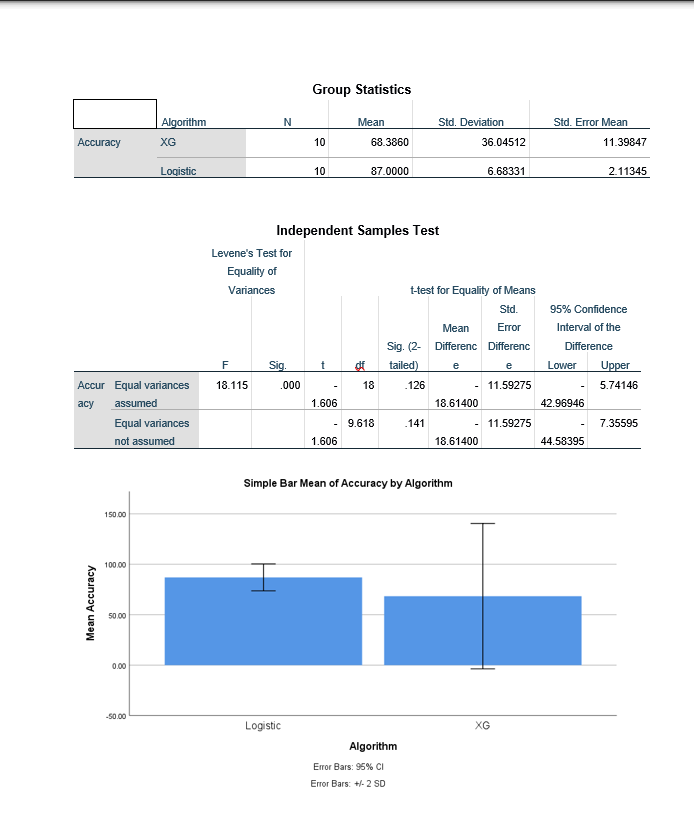 Group Statistics
Algorithm N Mean Std. Deviation Std. Error Mean
Accuracy XG 10 68.3860 36.04512 11.39847
Logistic 10 87.0000 6.68331 2.11345
Independent Samples Test
Levene's Test for
Equality of
Variances t-test for Equality of Means
Std. 95% Confidence
Mean Error Interval of the
Sig. (2- Differenc Differenc Difference
F Sig. t df tailed) e e Lower Upper
Accur Equal variances 18.115 .000 - 18 .126 - 11.59275 - 5.74146
acy assumed 1.606 18.61400 42.96946
Equal variances - 9.618 .141 - 11.59275 - 7.35595
not assumed 1.606 18.61400 44.58395
Simple Bar Mean of Accuracy by Algorithm
150.00
100.00
Mean Accuracy
50.00
0.00
-50.00
Logistic XG
Algorithm
Error Bars: 95% CI
Error Bars: +/- 2 SD